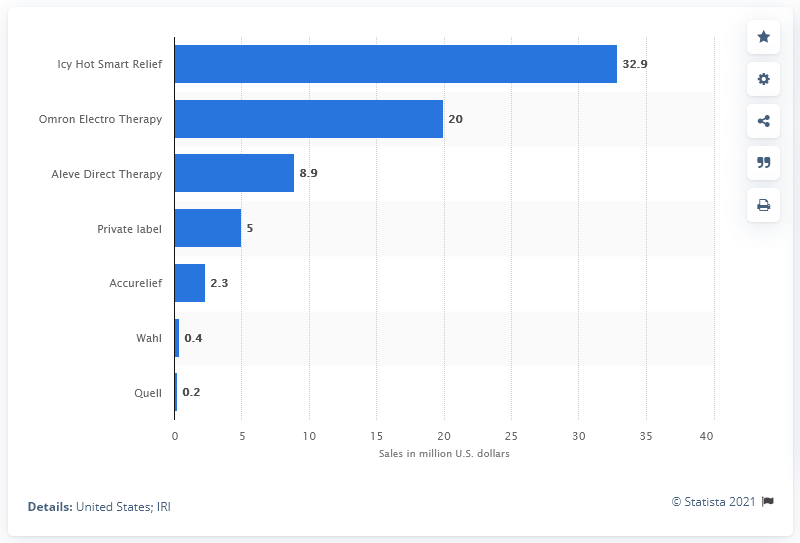 Icy Hot Smart Relief 32.9
Omron Electro Therapy 20
Aleve Direct Therapy 8.9
Private label 5
Accurelief 2.3
Wahl 0.4
Quell 0.2
0 5 10 15 20 25 30 35 40
Sales in million U.S. dollars
© Statista 2021
Details: United States; IRI